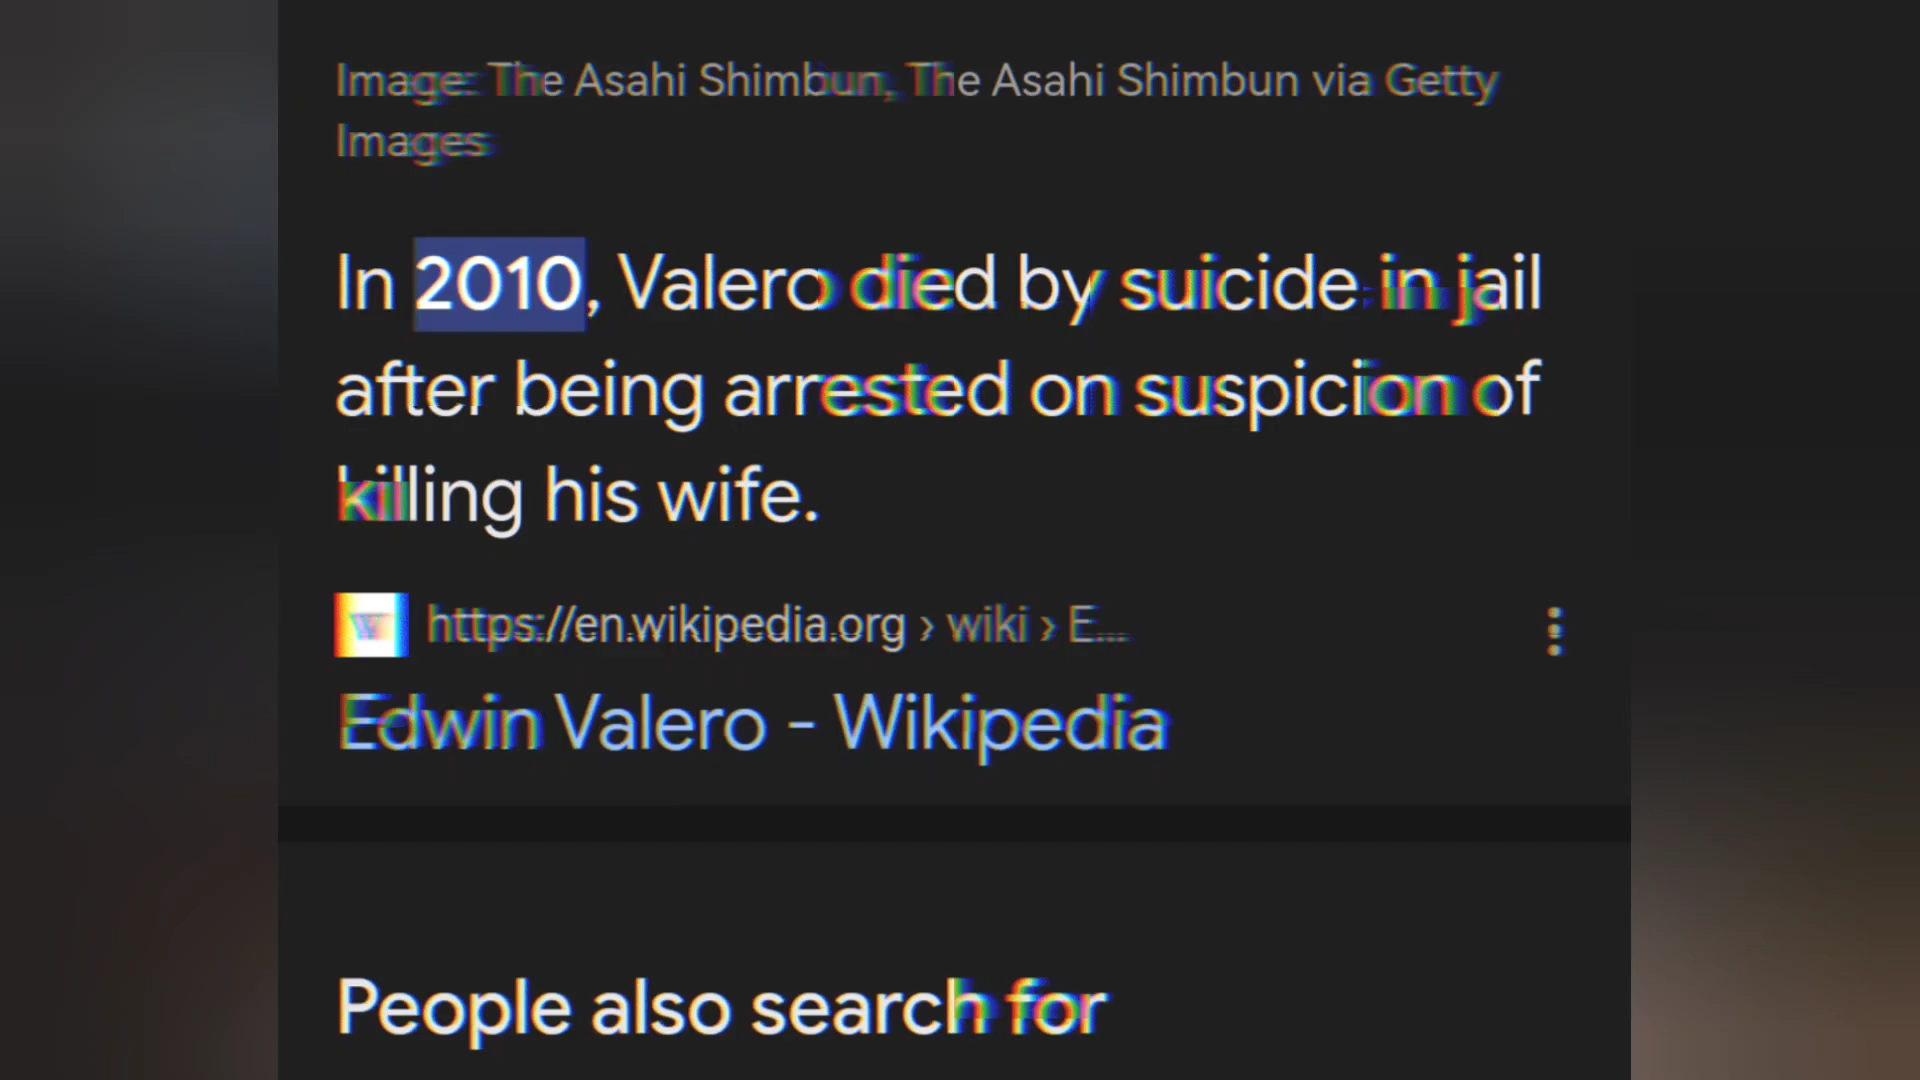 Image: The Asahi Shimbun, The Asahi Shimbun via Getty
Images
In 2010, Valero died by suicide in jail
after being arrested on suspicion of
killing his wife.
W https://en.wikipedia.org › wiki › E...
Edwin Valero - Wikipedia
People also search for